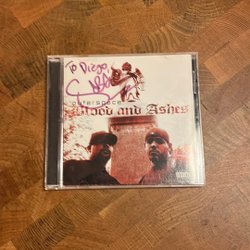 To Diego,
outerspace
Blood and Ashes